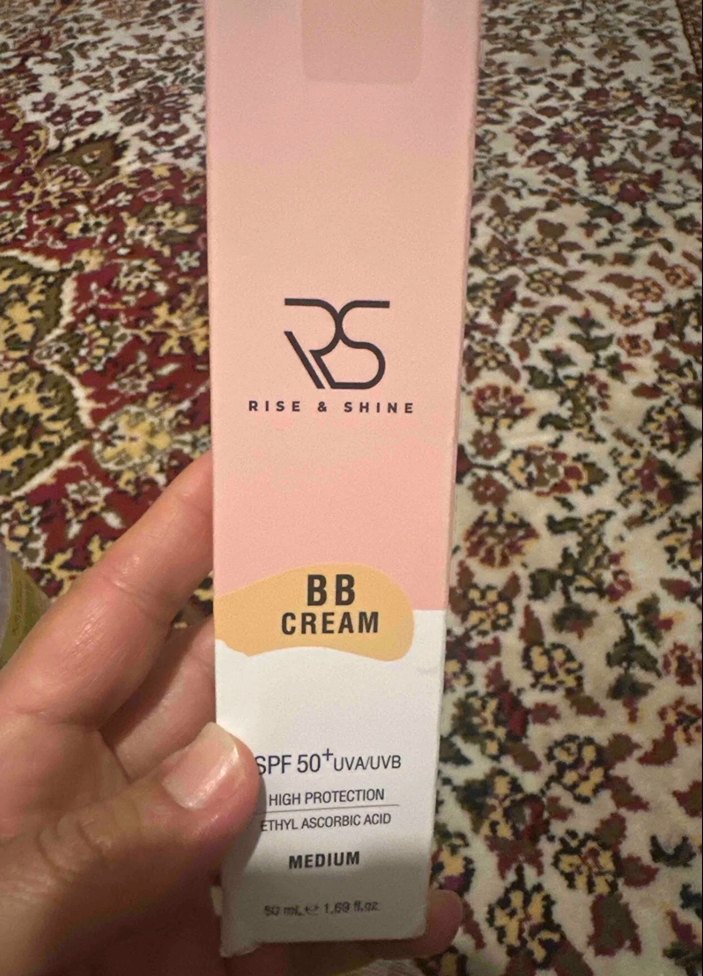 RS
RISE & SHINE
BB
CREAM
SPF 50+ UVA/UVB
HIGH PROTECTION
ETHYL ASCORBIC ACID
MEDIUM
50 mL ℮ 1.69 fl.oz.